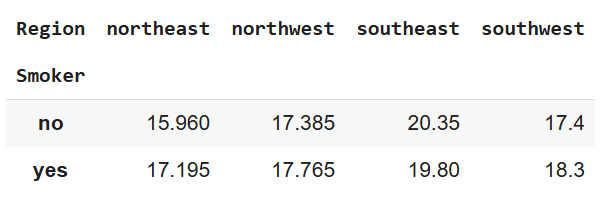 Region northeast northwest southeast southwest
Smoker
no 15.960 17.385 20.35 17.4
yes 17.195 17.765 19.80 18.3